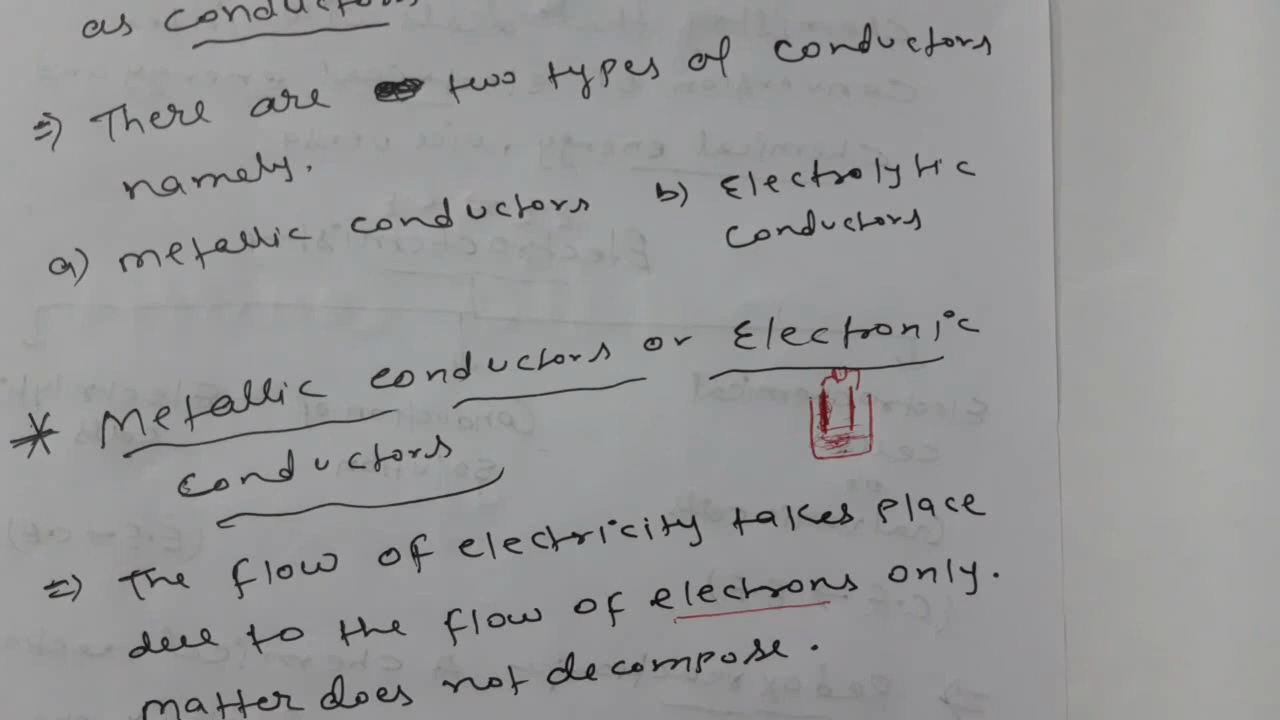 as conductors
⇒ There are two types of conductors
namely.
a) metallic conductors b) Electrolytic
conductors
* Metallic conductors or Electronic
conductors
⇒ The flow of electricity takes place
due to the flow of electrons only.
matter does not decompose.